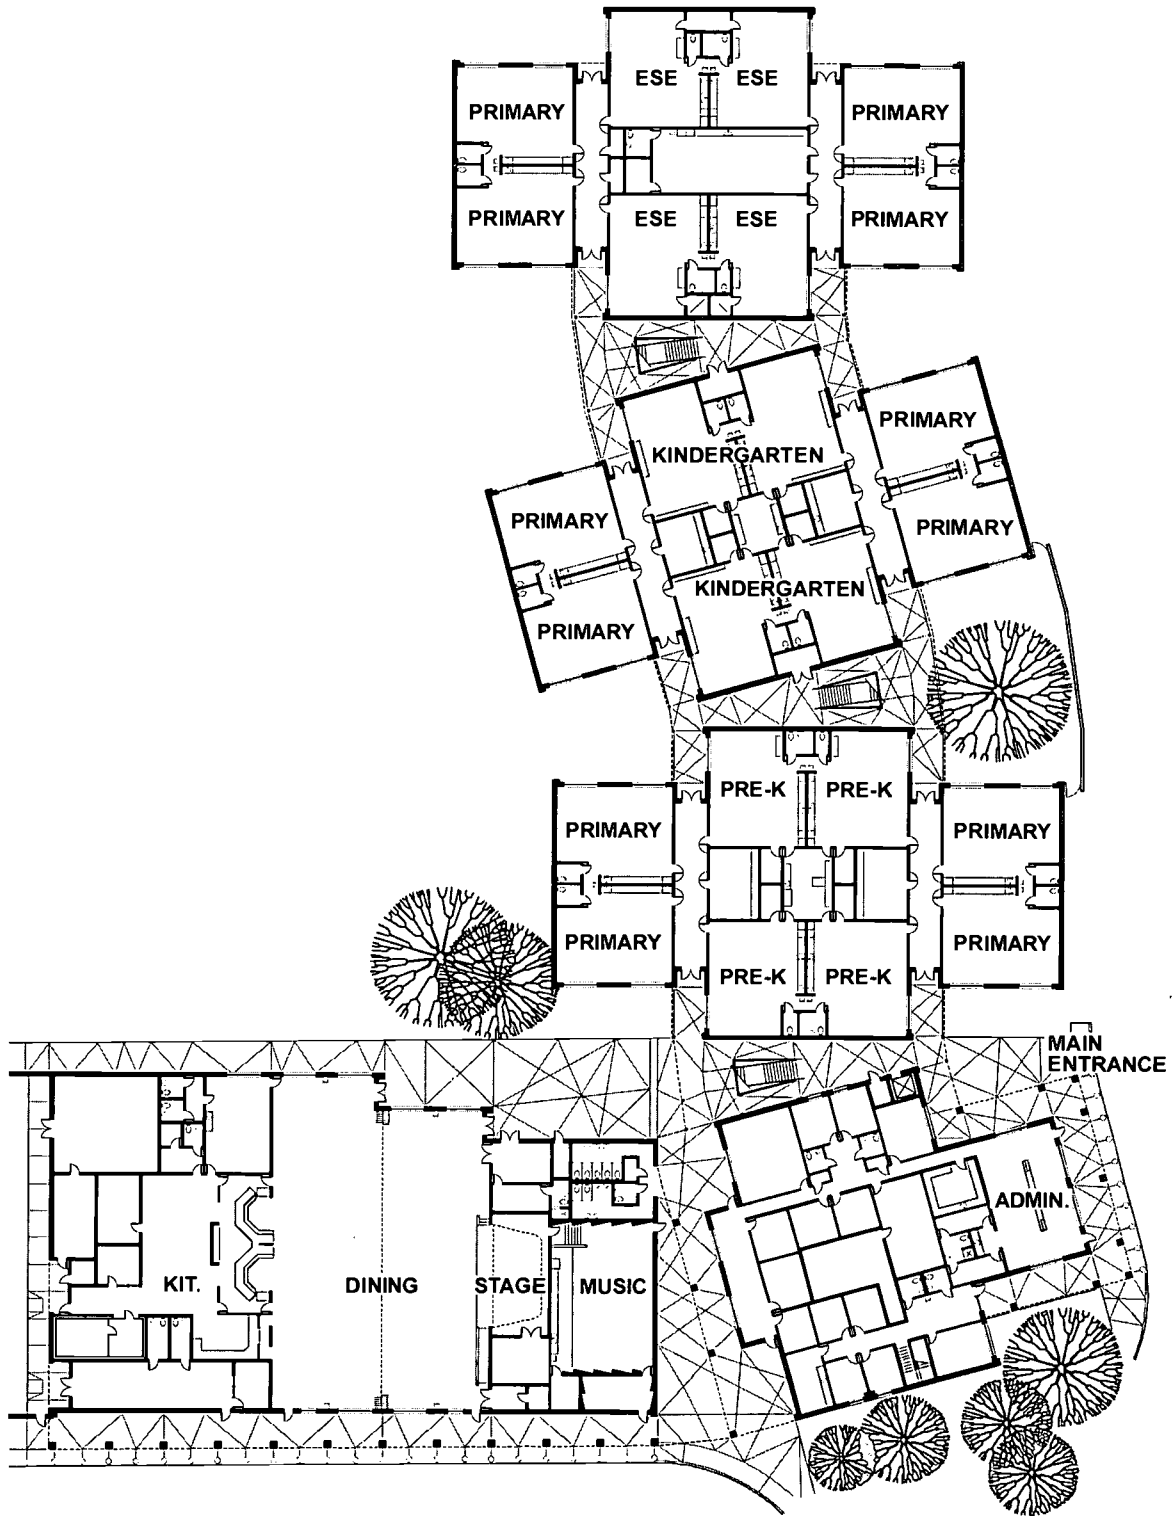 ESE ESE
PRIMARY PRIMARY
PRIMARY ESE ESE PRIMARY
PRIMARY
KINDERGARTEN
PRIMARY PRIMARY
KINDERGARTEN
PRIMARY
PRE-K PRE-K
PRIMARY PRIMARY
PRIMARY PRIMARY
PRE-K PRE-K
MAIN
ENTRANCE
ADMIN.
KIT. DINING STAGE MUSIC